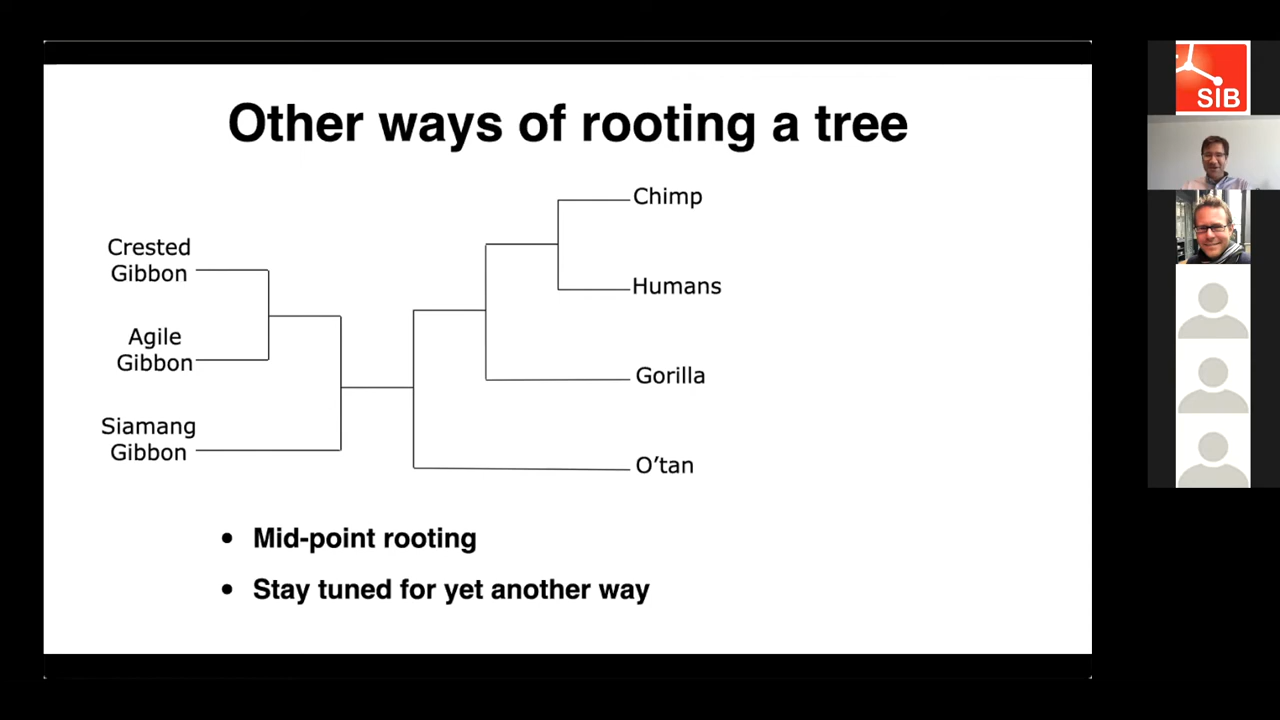 Other ways of rooting a tree
Chimp
Crested
Gibbon
Humans
Agile
Gibbon
Gorilla
Siamang
Gibbon
O’tan
• Mid-point rooting
• Stay tuned for yet another way
SIB